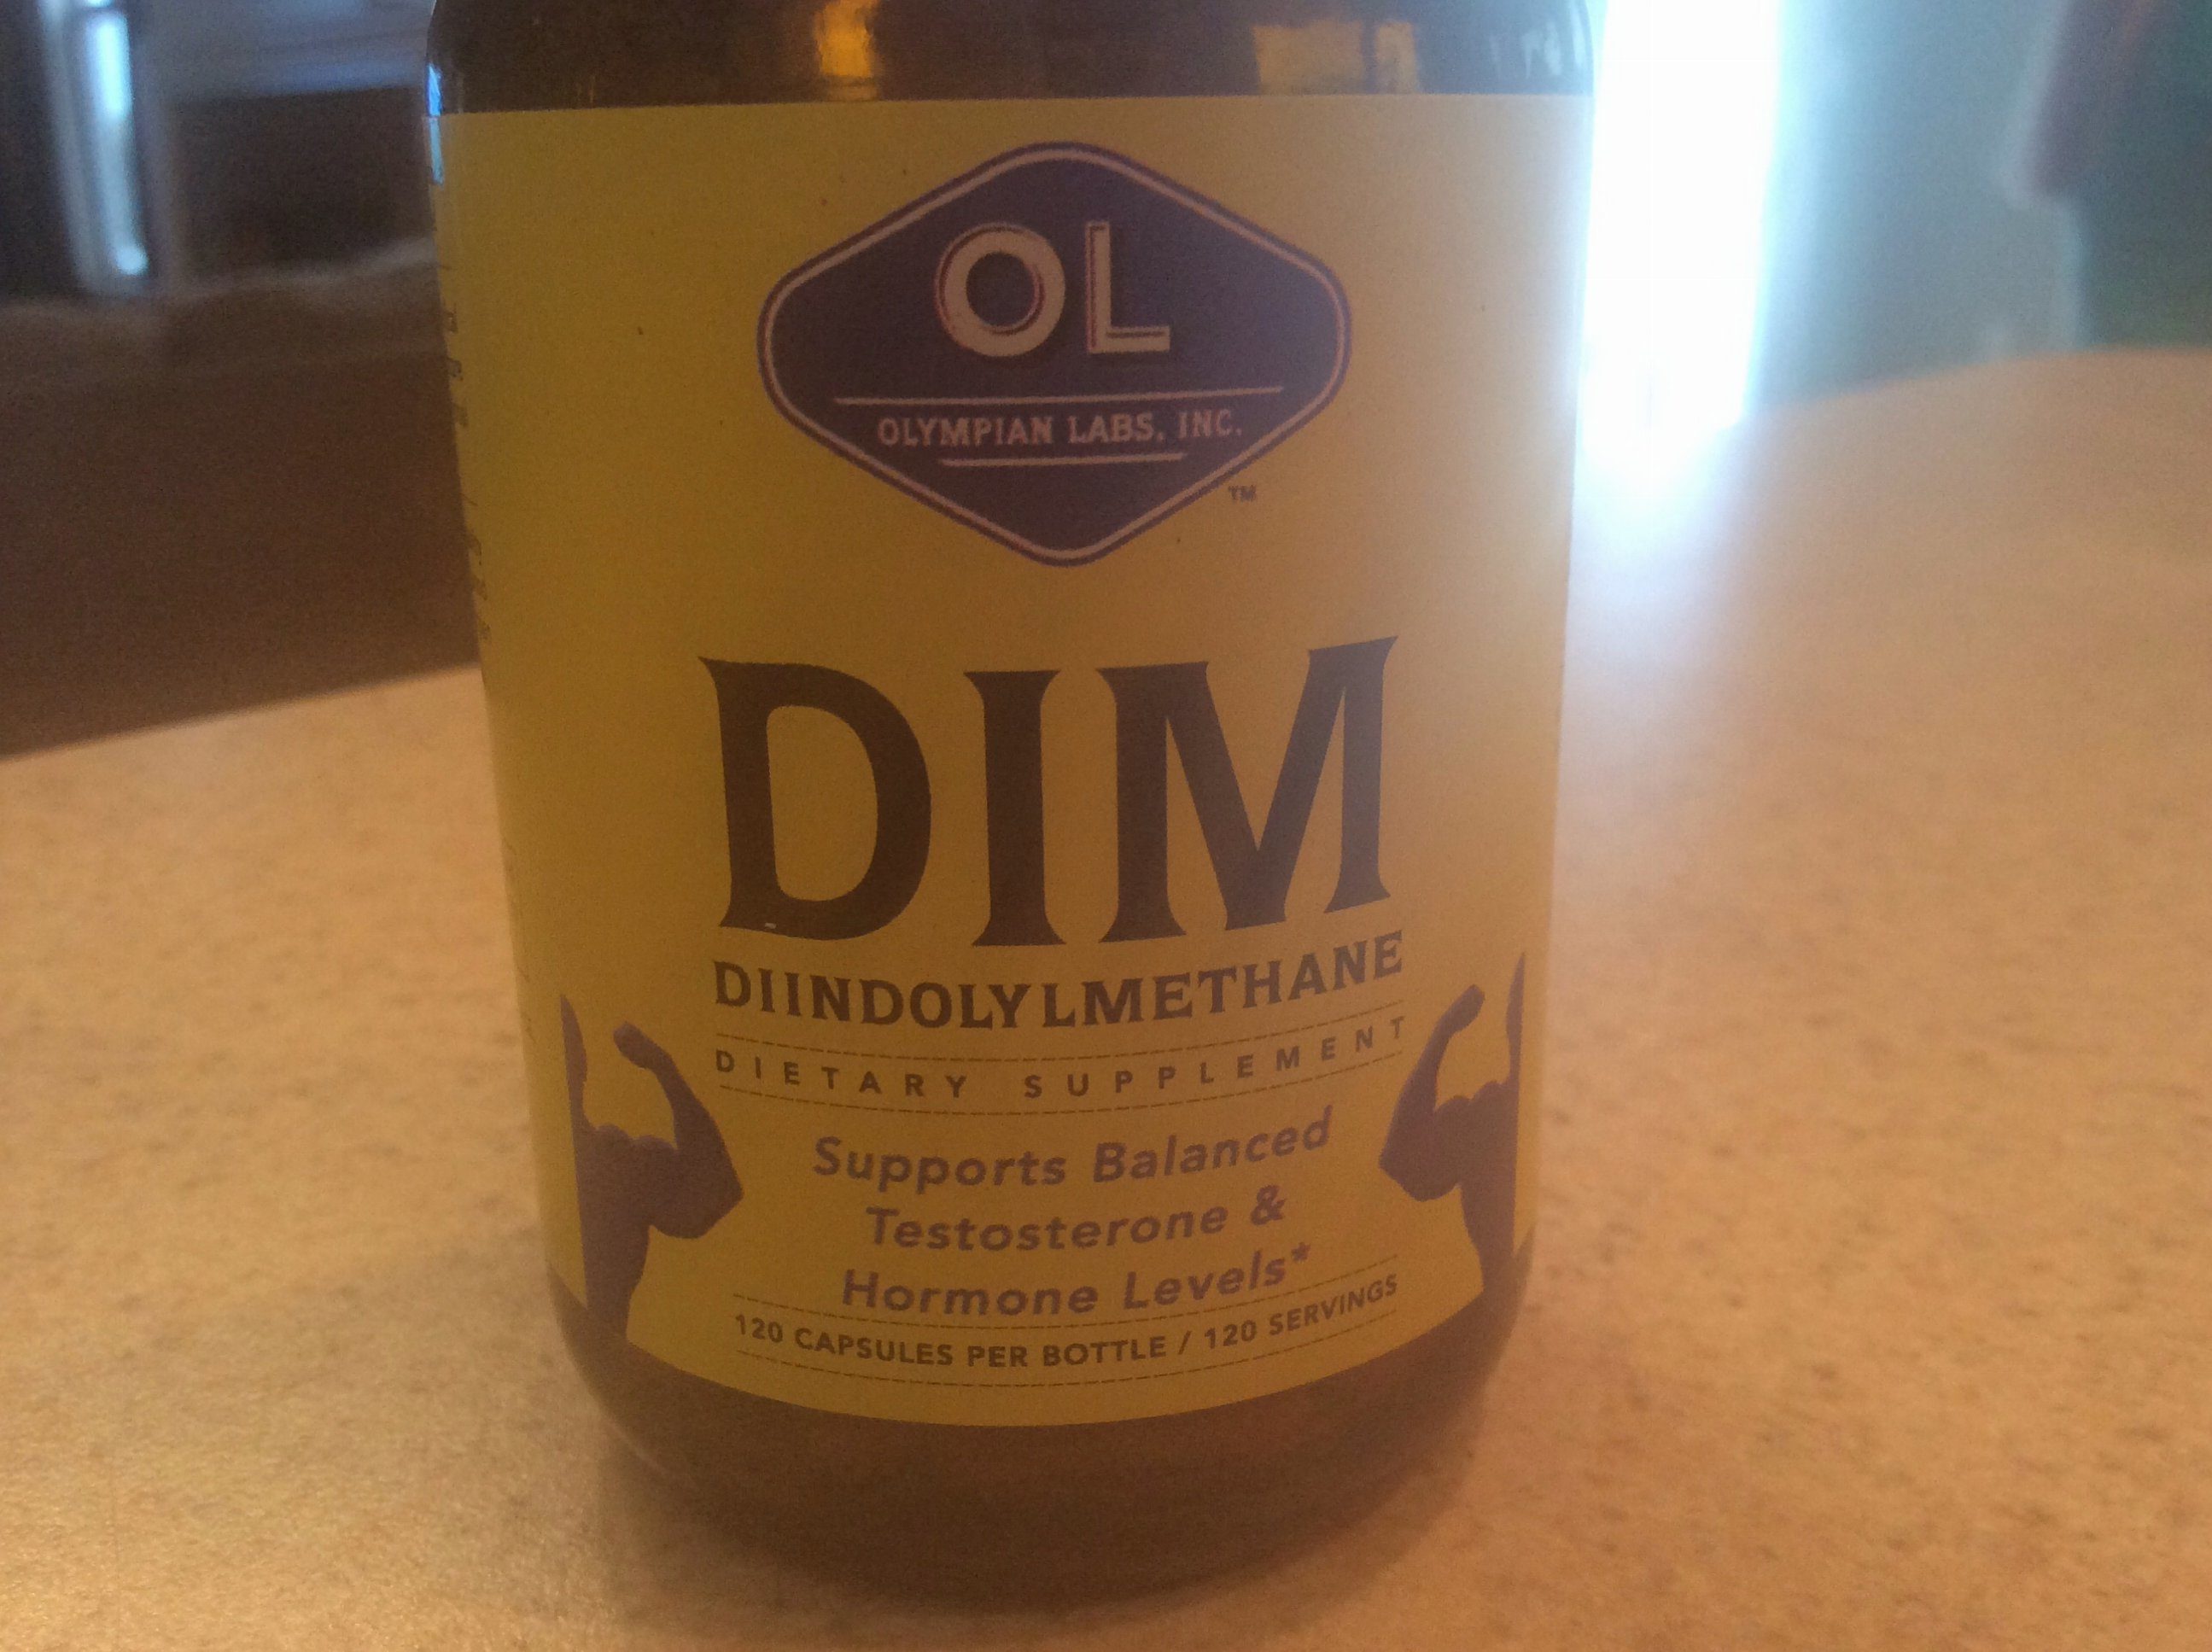 OL
OLYMPIAN LABS, INC.
TM
DIM
DIINDOLYLMETHANE
DIETARY SUPPLEMENT
Supports Balanced
Testosterone &
Hormone Levels*
120 CAPSULES PER BOTTLE / 120 SERVINGS